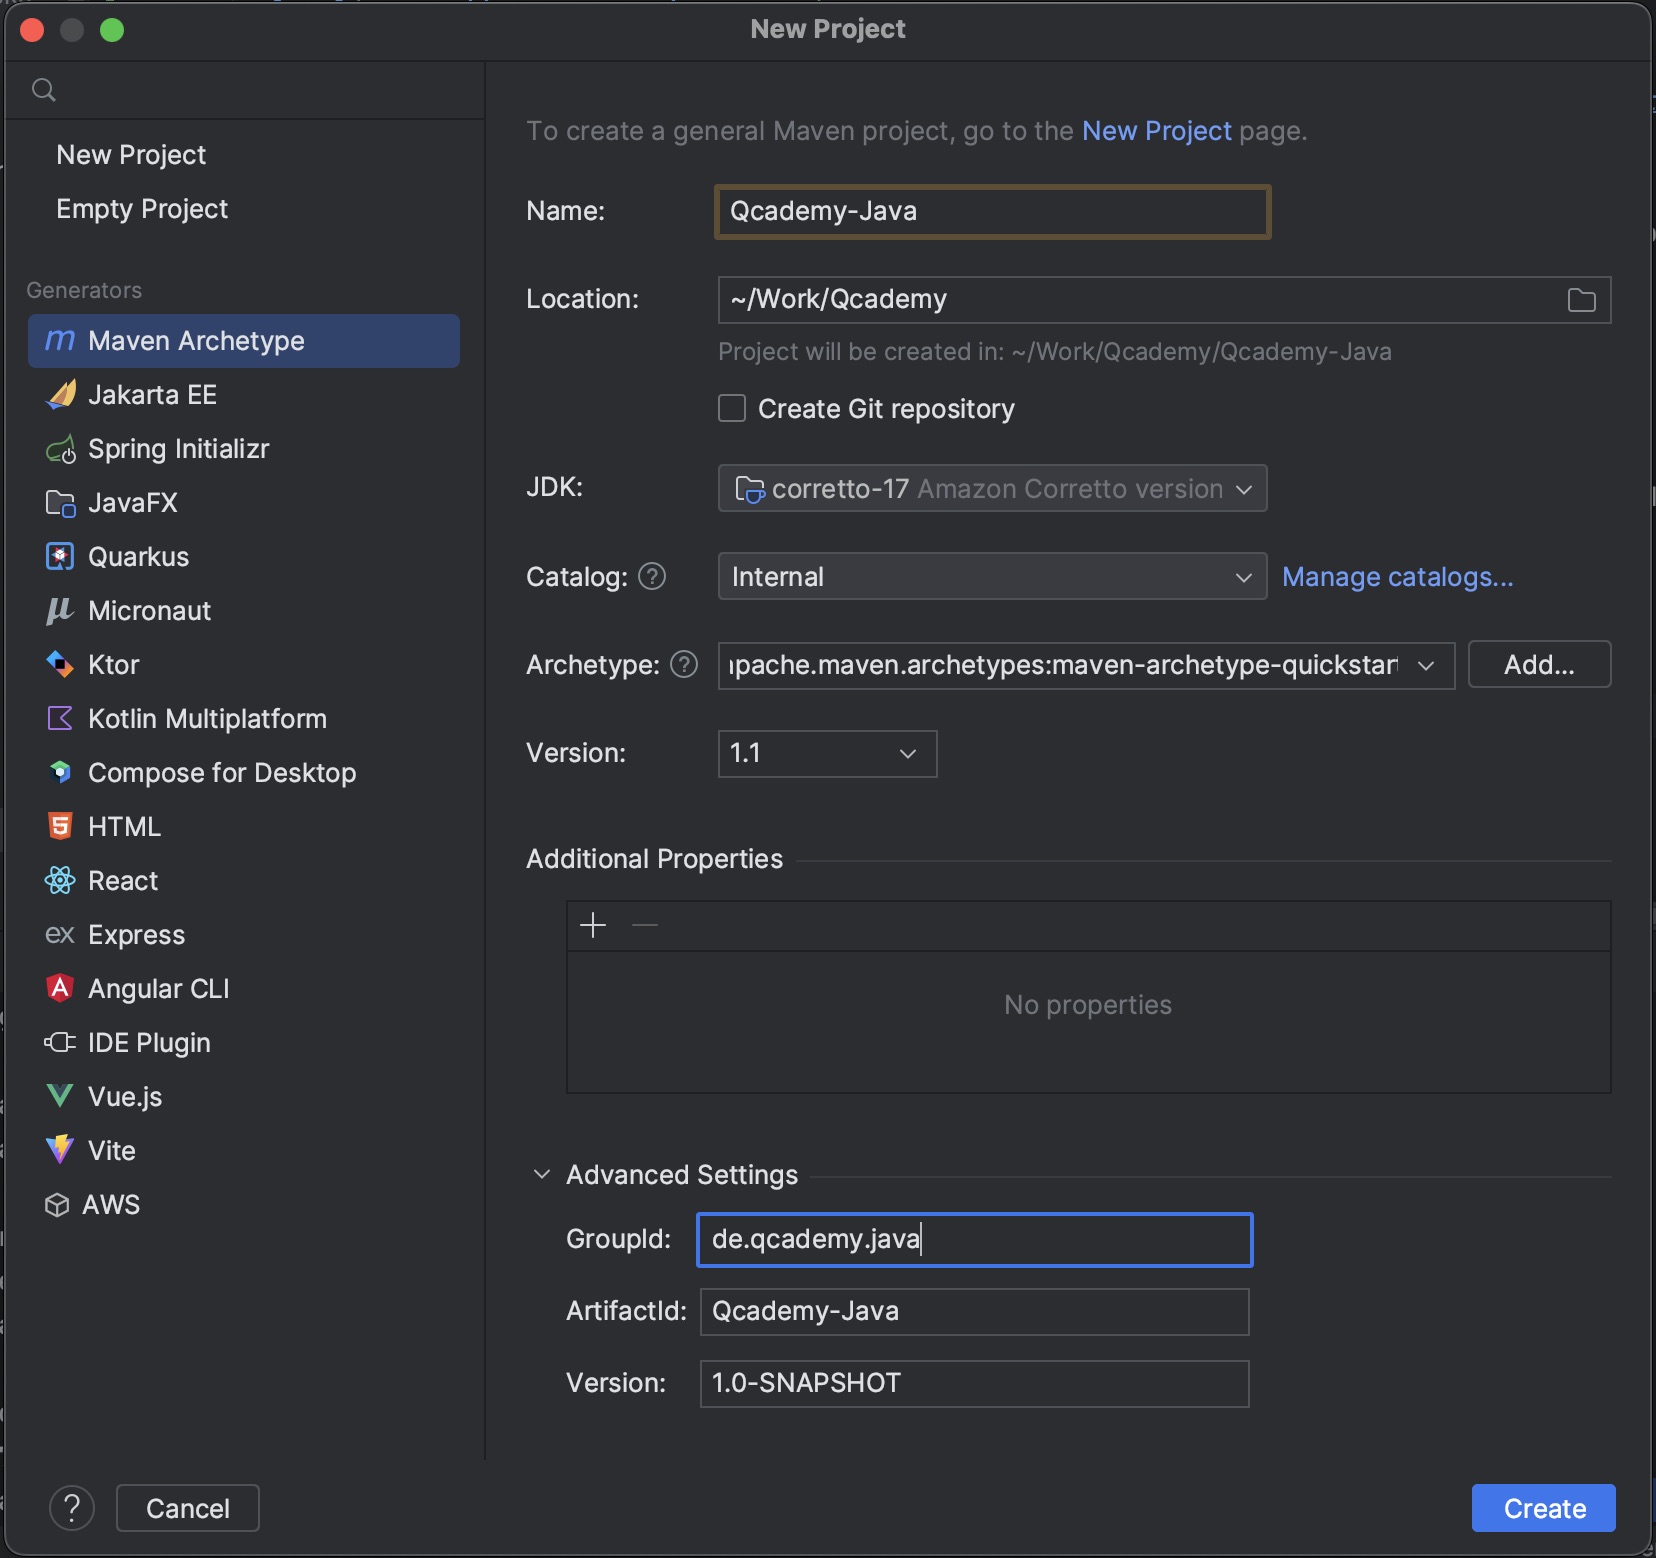 New Project
New Project
Empty Project
Generators
Maven Archetype
Jakarta EE
Spring Initializr
JavaFX
Quarkus
Micronaut
Ktor
Kotlin Multiplatform
Compose for Desktop
HTML
React
Express
Angular CLI
IDE Plugin
Vue.js
Vite
AWS
To create a general Maven project, go to the New Project page.
Name: Qcademy-Java
Location: ~/Work/Qcademy
Project will be created in: ~/Work/Qcademy/Qcademy-Java
Create Git repository
JDK: corretto-17 Amazon Corretto version
Catalog: ? Internal Manage catalogs...
Archetype: ? apache.maven.archetypes:maven-archetype-quickstart Add...
Version: 1.1
Additional Properties
No properties
Advanced Settings
GroupId: de.qcademy.java
ArtifactId: Qcademy-Java
Version: 1.0-SNAPSHOT
? Cancel Create